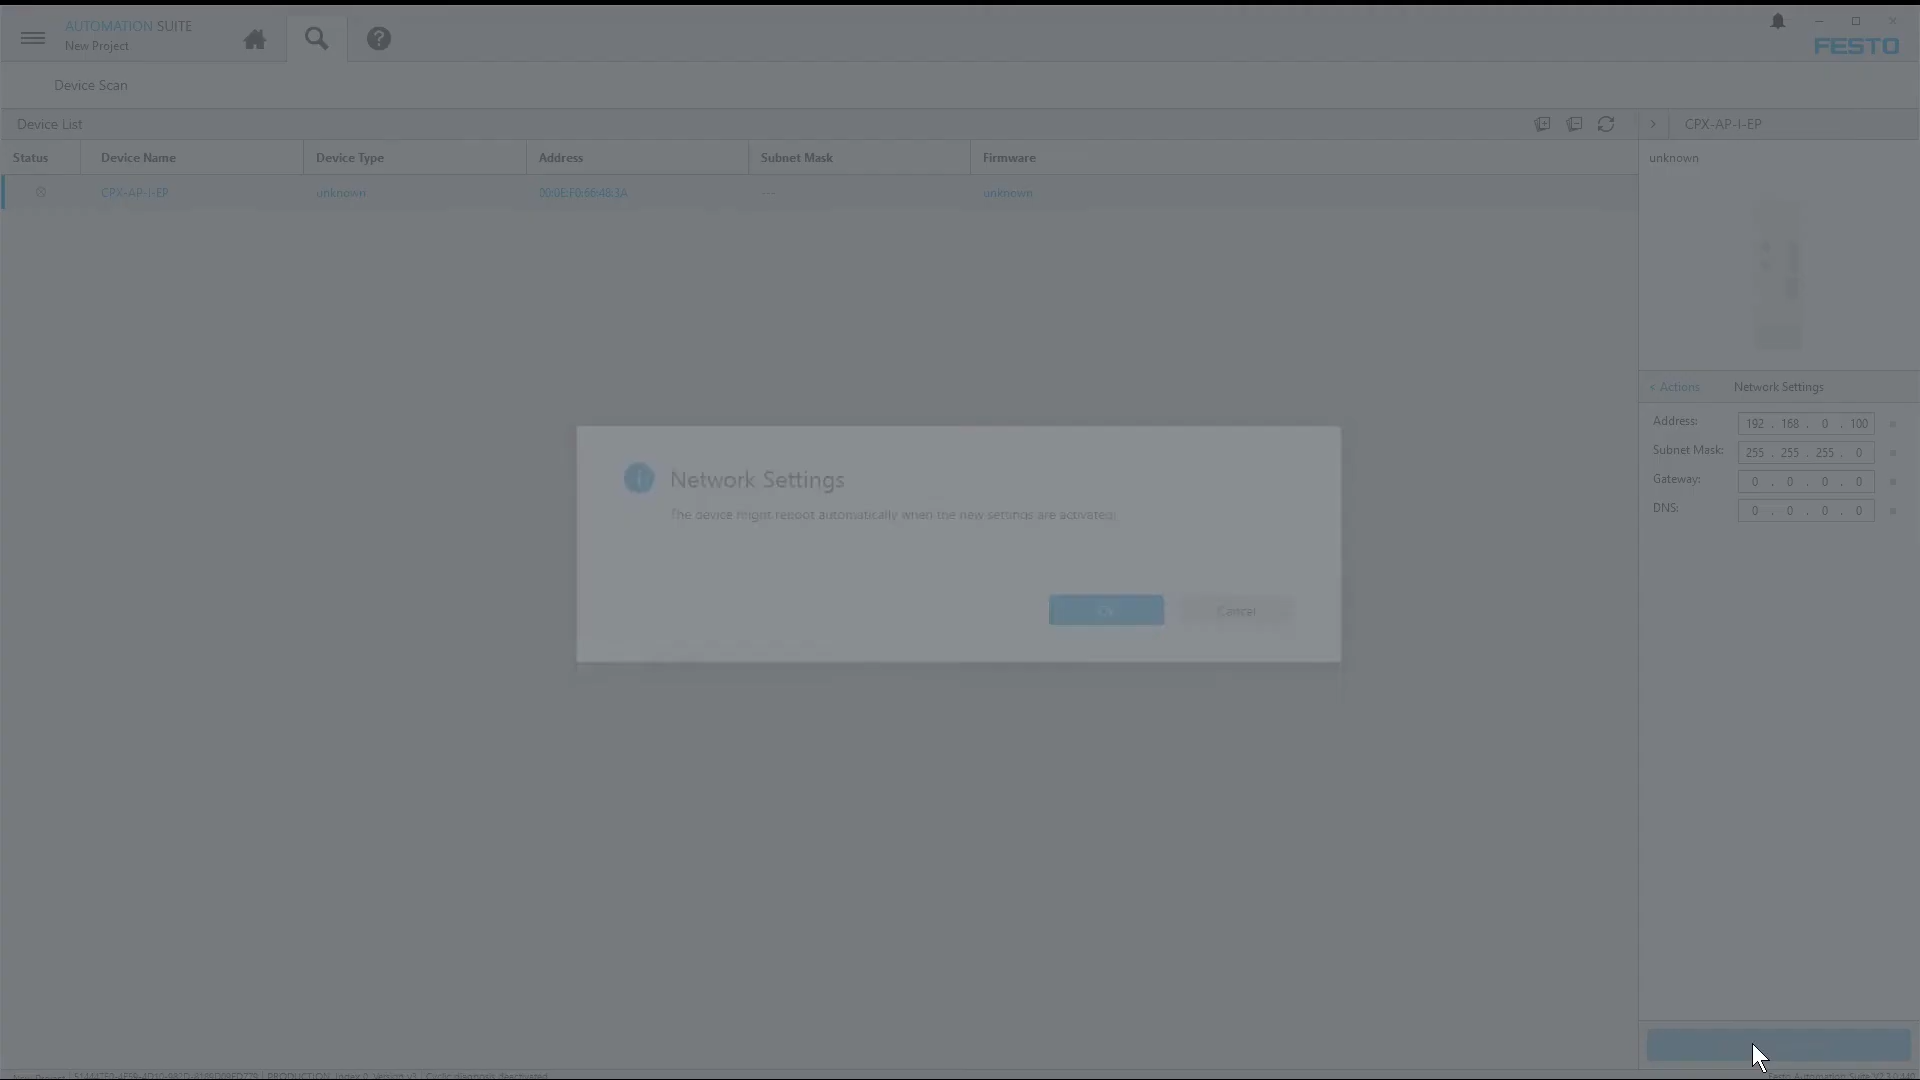 AUTOMATION SUITE
New Project
FESTO
Device Scan
Device List
CPX-AP-I-EP
Status Device Name Device Type Address Subnet Mask Firmware
unknown
CPX-AP-I-EP unknown 00:0E:F0:66:48:3A --- unknown
< Actions Network Settings
Address: 192 . 168 . 0 . 100
Subnet Mask: 255 . 255 . 255 . 0
Gateway: 0 . 0 . 0 . 0
DNS: 0 . 0 . 0 . 0
Network Settings
The device might reboot automatically when the new settings are activated!
Cancel